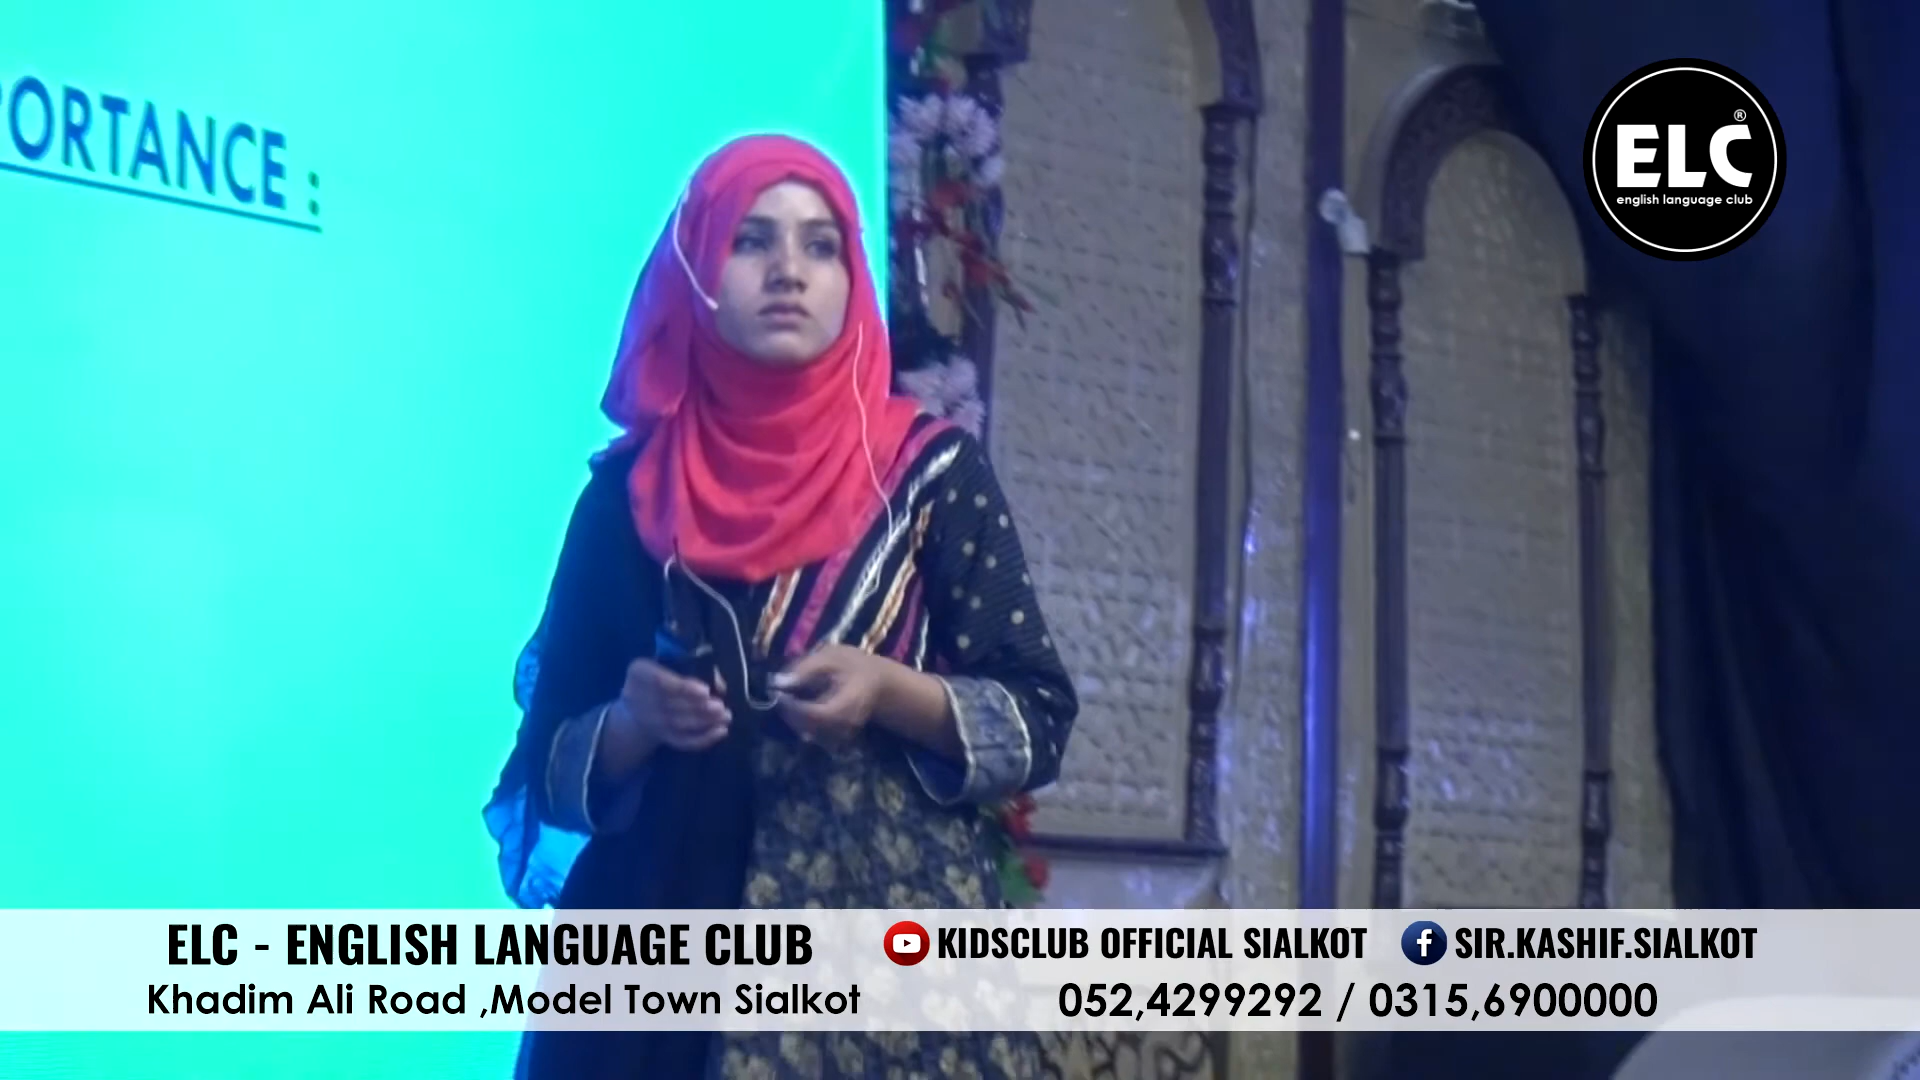 PORTANCE :
ELC®
english language club
ELC - ENGLISH LANGUAGE CLUB
KIDSCLUB OFFICIAL SIALKOT
SIR.KASHIF.SIALKOT
Khadim Ali Road ,Model Town Sialkot
052,4299292 / 0315,6900000